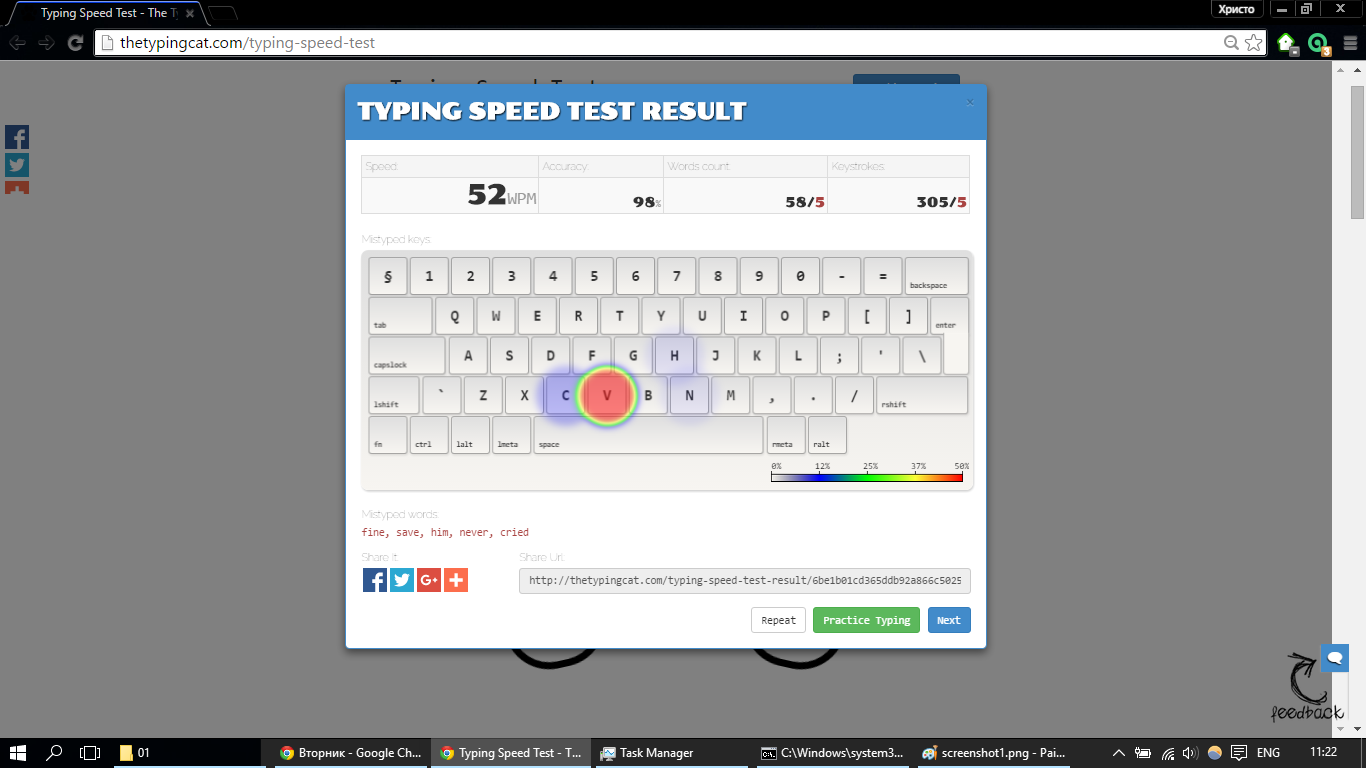 Typing Speed Test - The T
Христо
thetypingcat.com/typing-speed-test
TYPING SPEED TEST RESULT
×
Speed: Accuracy: Words count: Keystrokes:
52WPM 98% 58/5 305/5
Mistyped keys:
§ 1 2 3 4 5 6 7 8 9 0 - = backspace
tab Q W E R T Y U I O P [ ] enter
capslock A S D F G H J K L ; ' \
lshift ` Z X C V B N M , . / rshift
fn ctrl lalt lmeta space rmeta ralt
0% 12% 25% 37% 50%
Mistyped words:
fine, save, him, never, cried
Share It: Share Url:
http://thetypingcat.com/typing-speed-test-result/6be1b01cd365ddb92a866c5025
Repeat Practice Typing Next
feedback
01 Вторник - Google Ch... Typing Speed Test - T... Task Manager C:\Windows\system3... screenshot1.png - Pai... ENG 11:22